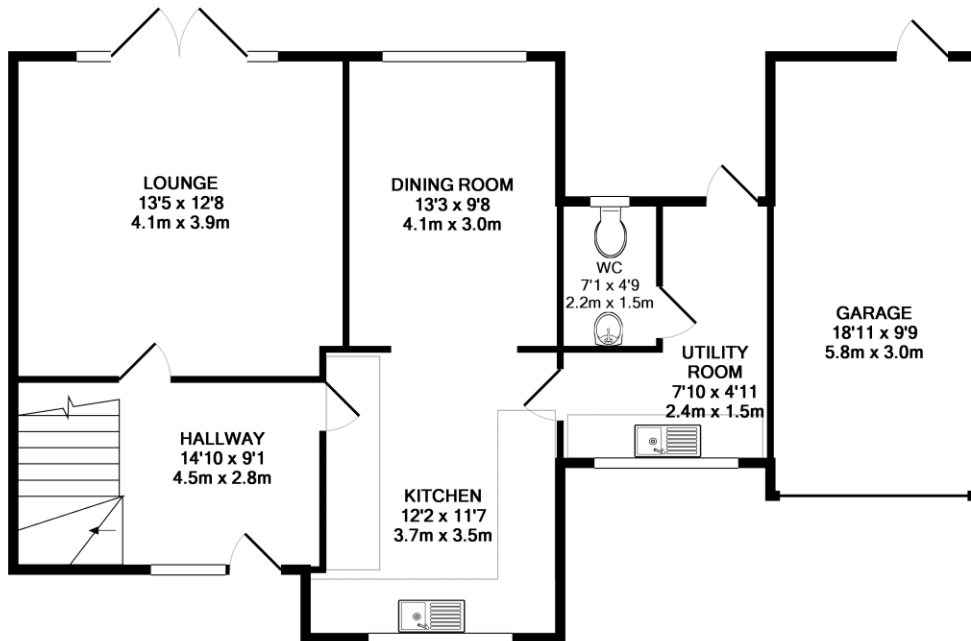 LOUNGE
13'5 x 12'8
4.1m x 3.9m
DINING ROOM
13'3 x 9'8
4.1m x 3.0m
WC
7'1 x 4'9
2.2m x 1.5m
GARAGE
18'11 x 9'9
5.8m x 3.0m
UTILITY
ROOM
7'10 x 4'11
2.4m x 1.5m
HALLWAY
14'10 x 9'1
4.5m x 2.8m
KITCHEN
12'2 x 11'7
3.7m x 3.5m